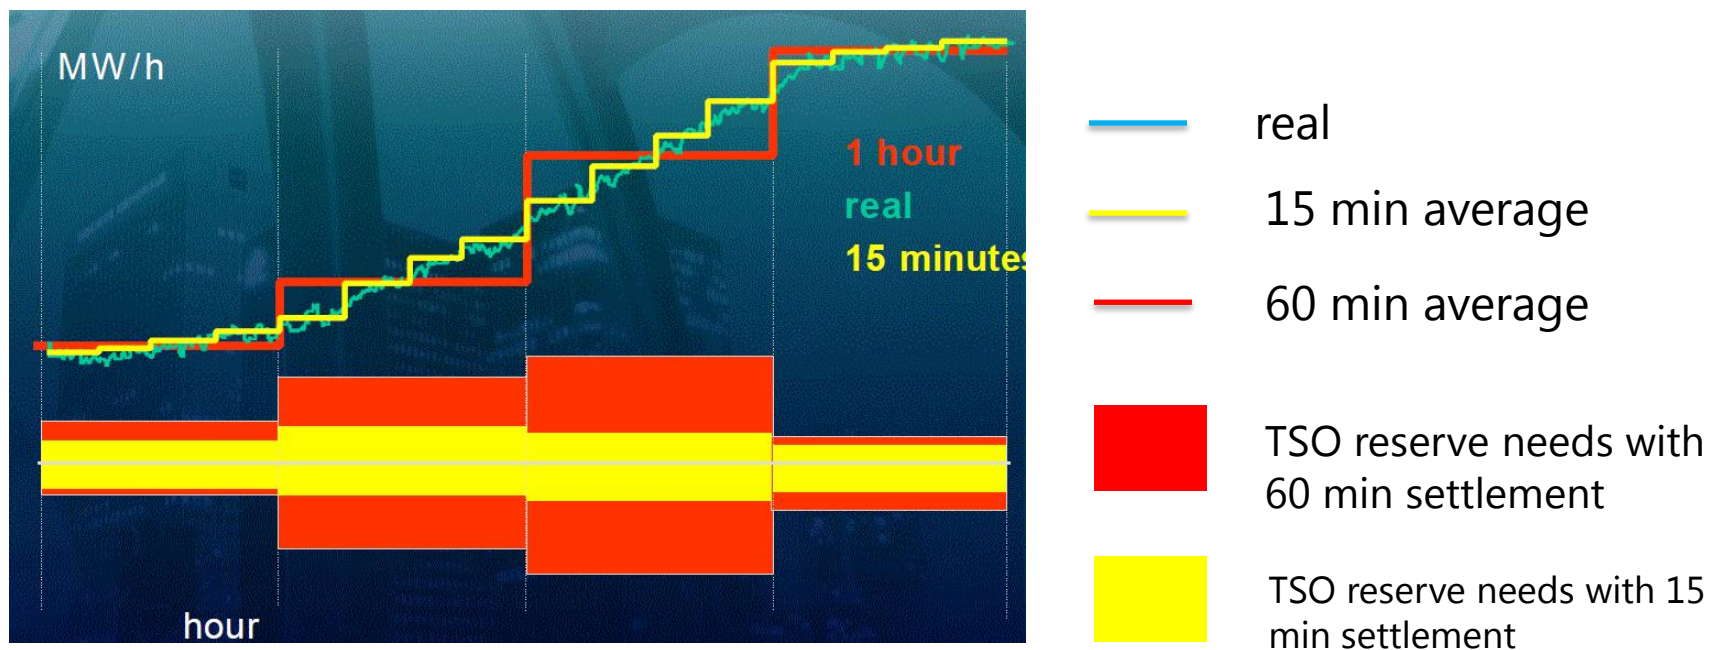 MW/h
1 hour
real
15 minutes
hour
real
15 min average
60 min average
TSO reserve needs with
60 min settlement
TSO reserve needs with 15
min settlement